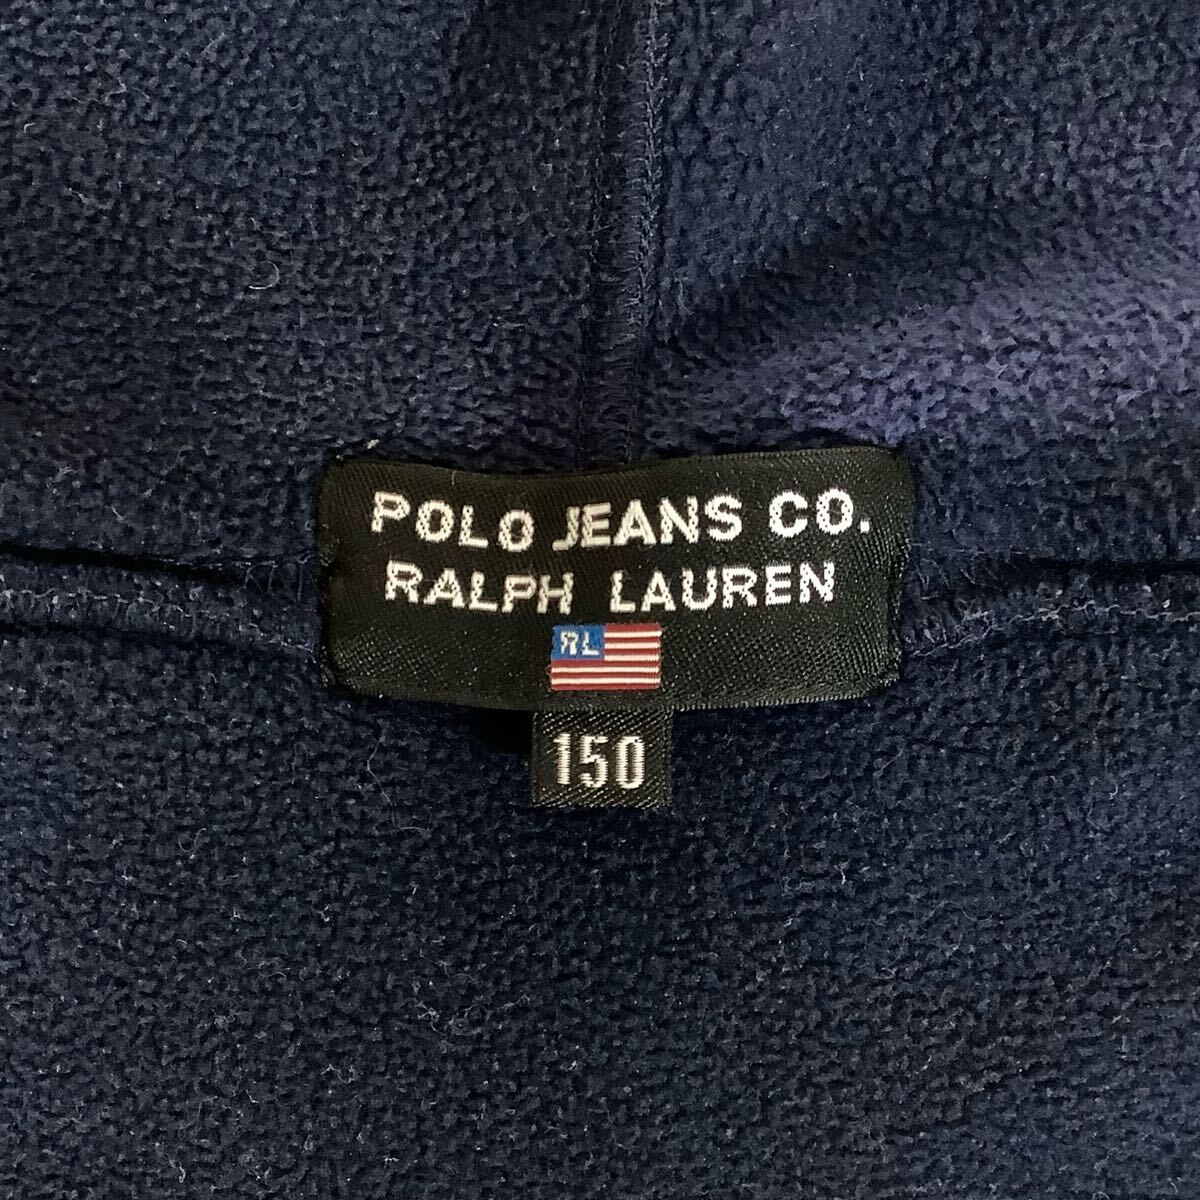 POLO JEANS CO.
RALPH LAUREN
RL
150